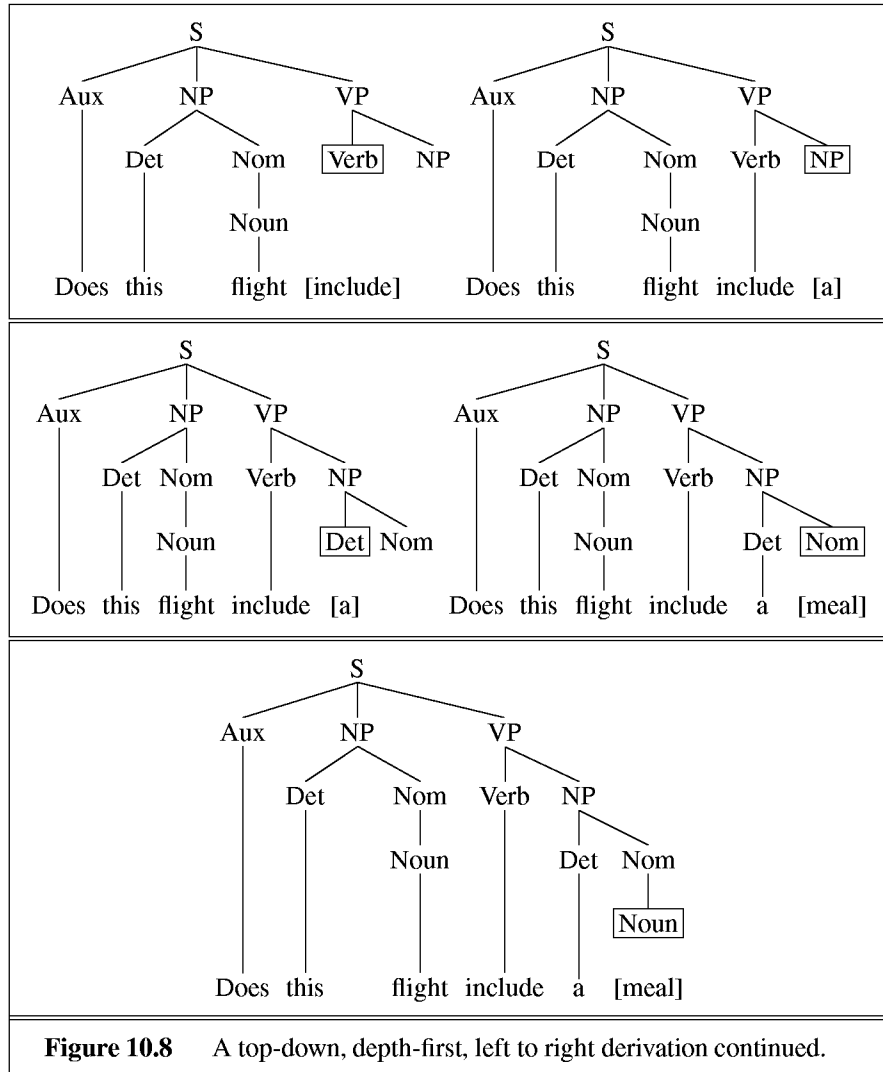 S S
Aux NP VP Aux NP VP
Det Nom Verb NP Det Nom Verb NP
Noun Noun
Does this flight [include] Does this flight include [a]
S S
Aux NP VP Aux NP VP
Det Nom Verb NP Det Nom Verb NP
Noun Det Nom Noun Det Nom
Does this flight include [a] Does this flight include a [meal]
S
Aux NP VP
Det Nom Verb NP
Noun Det Nom
Noun
Does this flight include a [meal]
Figure 10.8 A top-down, depth-first, left to right derivation continued.